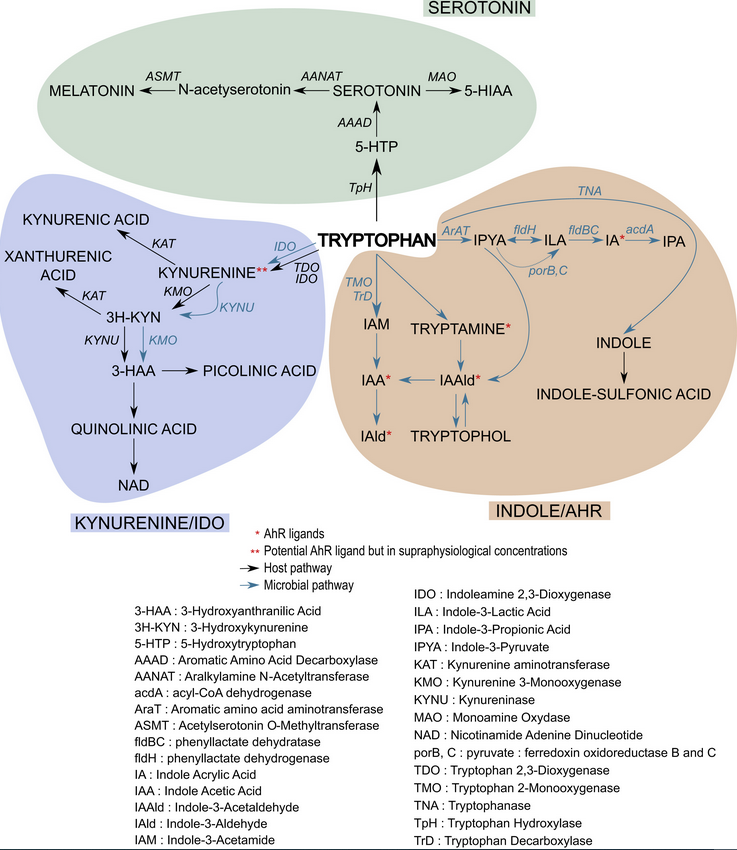 SEROTONIN
ASMT
AANAT
MAO
MELATONIN
N-acetyserotonin
SEROTONIN
5-HIAA
AAAD
5-HTP
TpH
TNA
KYNURENIC ACID
TRYPTOPHAN
ArAT
IPYA
fldH
ILA
fldBC
IA*
acdA
IPA
IDO
KAT
XANTHURENIC
ACID
KYNURENINE**
TDO
IDO
porB,C
KMO
KYNU
TMO
TrD
KAT
3H-KYN
IAM
TRYPTAMINE*
KYNU
KMO
INDOLE
3-HAA
PICOLINIC ACID
IAA*
IAAld*
INDOLE-SULFONIC ACID
QUINOLINIC ACID
IAld*
TRYPTOPHOL
NAD
KYNURENINE/IDO
INDOLE/AHR
* AhR ligands
** Potential AhR ligand but in supraphysiological concentrations
Host pathway
Microbial pathway
3-HAA : 3-Hydroxyanthranilic Acid
3H-KYN : 3-Hydroxykynurenine
5-HTP : 5-Hydroxytryptophan
AAAD : Aromatic Amino Acid Decarboxylase
AANAT : Aralkylamine N-Acetyltransferase
acdA : acyl-CoA dehydrogenase
AraT : Aromatic amino acid aminotransferase
ASMT : Acetylserotonin O-Methyltransferase
fldBC : phenyllactate dehydratase
fldH : phenyllactate dehydrogenase
IA : Indole Acrylic Acid
IAA : Indole Acetic Acid
IAAld : Indole-3-Acetaldehyde
IAld : Indole-3-Aldehyde
IAM : Indole-3-Acetamide
IDO : Indoleamine 2,3-Dioxygenase
ILA : Indole-3-Lactic Acid
IPA : Indole-3-Propionic Acid
IPYA : Indole-3-Pyruvate
KAT : Kynurenine aminotransferase
KMO : Kynurenine 3-Monooxygenase
KYNU : Kynureninase
MAO : Monoamine Oxydase
NAD : Nicotinamide Adenine Dinucleotide
porB, C : pyruvate : ferredoxin oxidoreductase B and C
TDO : Tryptophan 2,3-Dioxygenase
TMO : Tryptophan 2-Monooxygenase
TNA : Tryptophanase
TpH : Tryptophan Hydroxylase
TrD : Tryptophan Decarboxylase